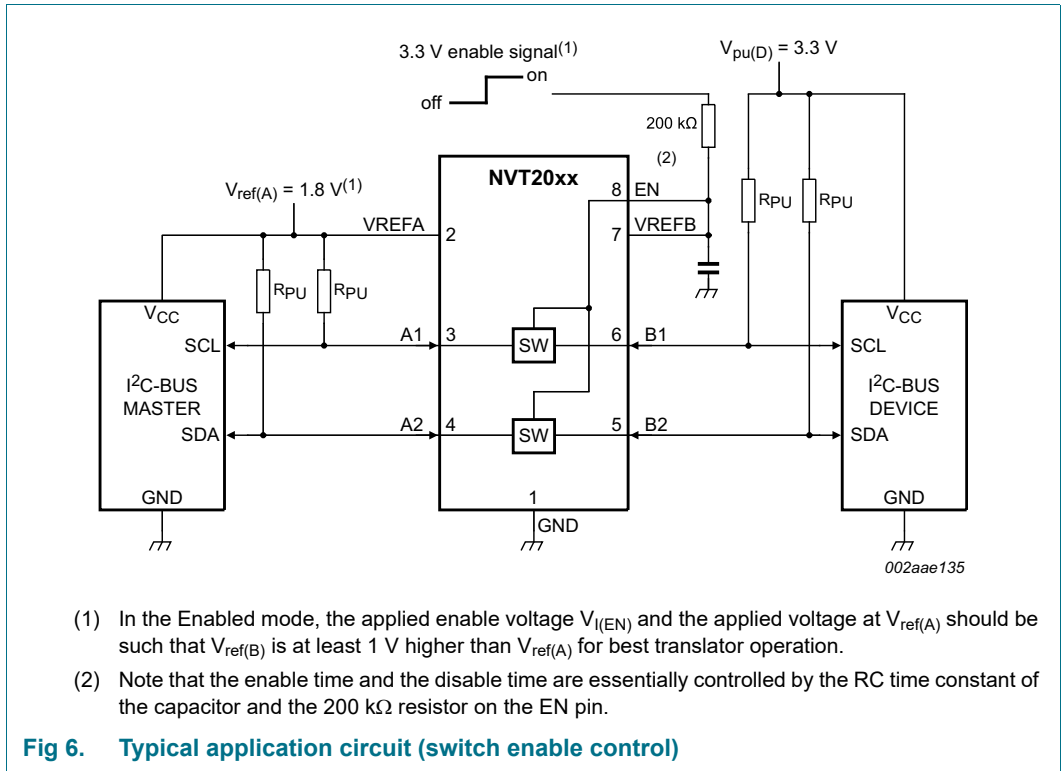 3.3 V enable signal(1)
on
off
Vpu(D) = 3.3 V
200 kΩ
(2)
NVT20xx
8 EN
Vref(A) = 1.8 V(1)
RPU RPU
VREFA
2
VREFB
7
RPU RPU
VCC
VCC
SCL
A1 3
SW
6 B1
SCL
I2C-BUS
MASTER
I2C-BUS
DEVICE
SDA
A2 4
SW
5 B2
SDA
GND
1
GND
GND
002aae135
(1) In the Enabled mode, the applied enable voltage VI(EN) and the applied voltage at Vref(A) should be
such that Vref(B) is at least 1 V higher than Vref(A) for best translator operation.
(2) Note that the enable time and the disable time are essentially controlled by the RC time constant of
the capacitor and the 200 kΩ resistor on the EN pin.
Fig 6. Typical application circuit (switch enable control)